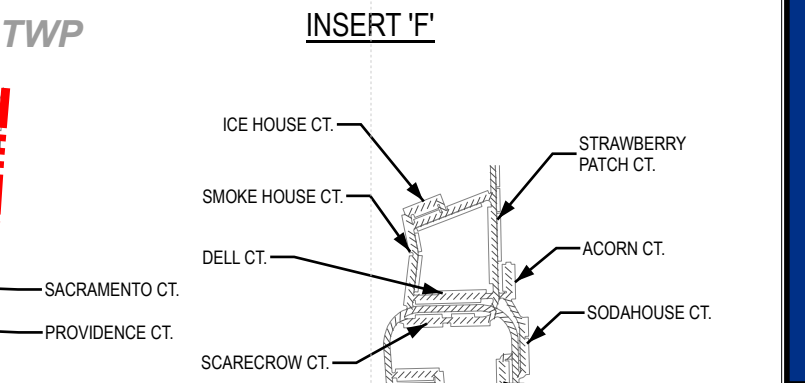 TWP
INSERT 'F'
ICE HOUSE CT.
STRAWBERRY
PATCH CT.
SMOKE HOUSE CT.
DELL CT.
ACORN CT.
SACRAMENTO CT.
SODAHOUSE CT.
PROVIDENCE CT.
SCARECROW CT.